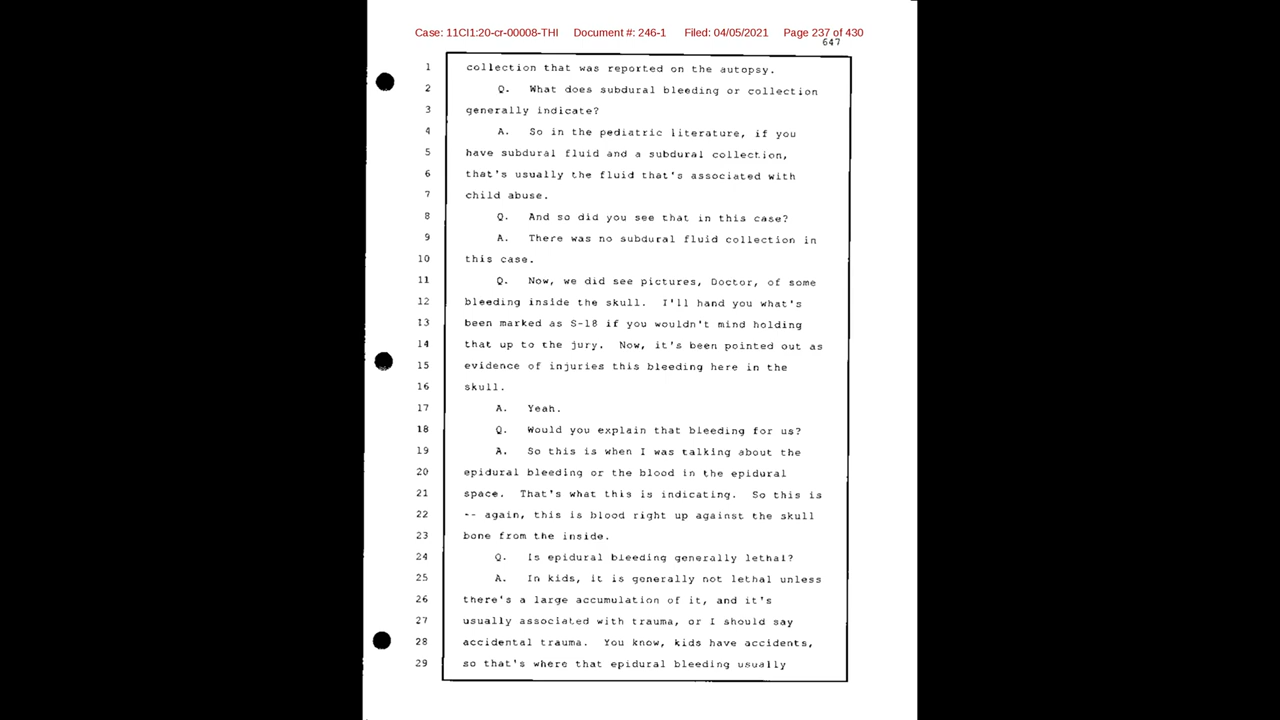 Case: 11CI1:20-cr-00008-THI Document #: 246-1 Filed: 04/05/2021 Page 237 of 430
647
1 collection that was reported on the autopsy.
2 Q. What does subdural bleeding or collection
3 generally indicate?
4 A. So in the pediatric literature, if you
5 have subdural fluid and a subdural collection,
6 that's usually the fluid that's associated with
7 child abuse.
8 Q. And so did you see that in this case?
9 A. There was no subdural fluid collection in
10 this case.
11 Q. Now, we did see pictures, Doctor, of some
12 bleeding inside the skull. I'll hand you what's
13 been marked as S-18 if you wouldn't mind holding
14 that up to the jury. Now, it's been pointed out as
15 evidence of injuries this bleeding here in the
16 skull.
17 A. Yeah.
18 Q. Would you explain that bleeding for us?
19 A. So this is when I was talking about the
20 epidural bleeding or the blood in the epidural
21 space. That's what this is indicating. So this is
22 -- again, this is blood right up against the skull
23 bone from the inside.
24 Q. Is epidural bleeding generally lethal?
25 A. In kids, it is generally not lethal unless
26 there's a large accumulation of it, and it's
27 usually associated with trauma, or I should say
28 accidental trauma. You know, kids have accidents,
29 so that's where that epidural bleeding usually